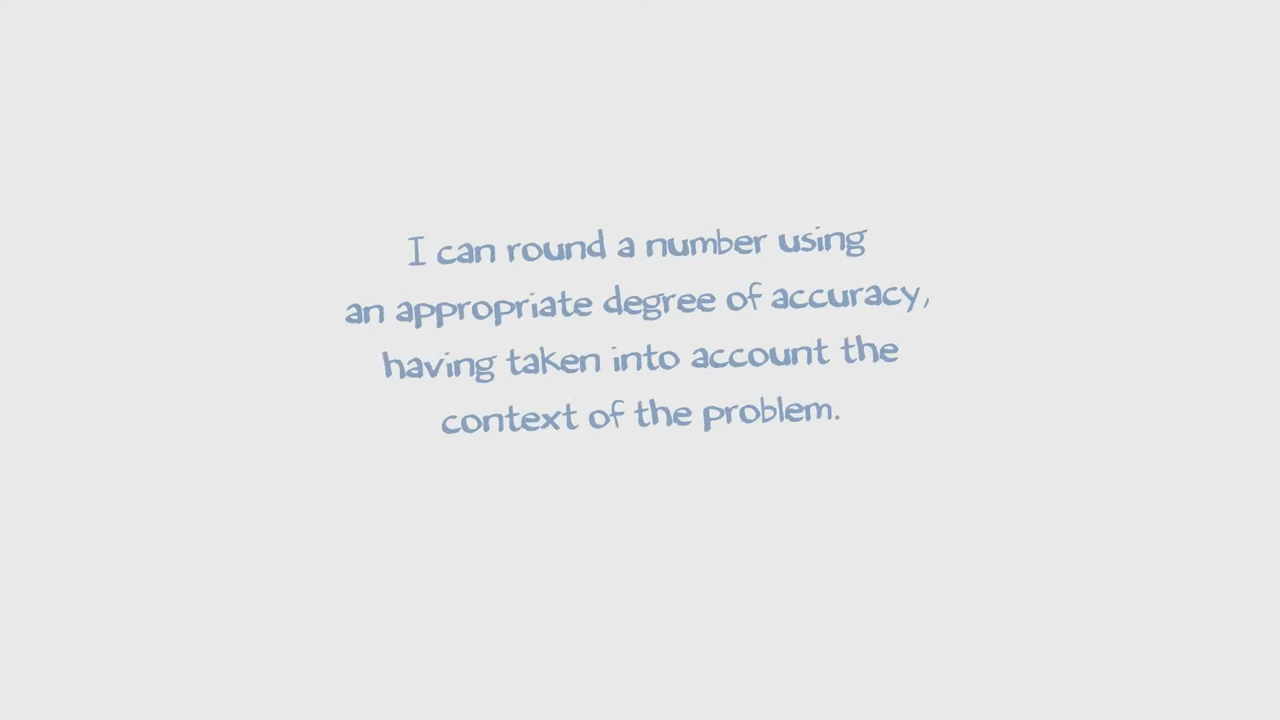 I can round a number using
an appropriate degree of accuracy,
having taken into account the
context of the problem.